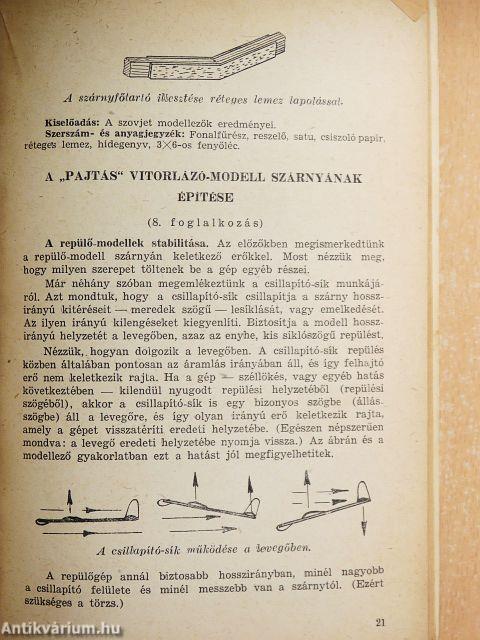 A szárnyfőtartó illesztése réteges lemez lapolással.
Kiselőadás: A szovjet modellezők eredményei.
Szerszám- és anyagjegyzék: Fonalfűrész, reszelő, satu, csiszoló papír,
réteges lemez, hidegenyv, 3×6-os fenyőléc.
A „PAJTÁS" VITORLÁZÓ-MODELL SZÁRNYÁNAK
ÉPÍTÉSE
(8. foglalkozás)
A repülő-modellek stabilitása. Az előzőkben megismerkedtünk
a repülő-modell szárnyán keletkező erőkkel. Most nézzük meg,
hogy milyen szerepet töltenek be a gép egyéb részei.
Már néhány szóban megemlékeztünk a csillapító-sík munkájá-
ról. Azt mondtuk, hogy a csillapító-sík csillapítja a szárny hossz-
irányú kitéréseit — meredek szögű — lesiklását, vagy emelkedését.
Az ilyen irányú kilengéseket kiegyenlíti. Biztosítja a modell hossz-
irányú helyzetét a levegőben, azaz az enyhe, kis siklószögű repülést.
Nézzük, hogyan dolgozik a levegőben. A csillapító-sík repülés
közben általában pontosan az áramlás irányában áll, és így felhajtó
erő nem keletkezik rajta. Ha a gép — széllökés, vagy egyéb hatás
következtében — kilendül nyugodt repülési helyzetéből (repülési
szögéből), akkor a csillapító-sík is egy bizonyos szögbe (állás-
szögbe) áll a levegőre, és így olyan irányú erő keletkezik rajta,
amely a gépet visszatéríti eredeti helyzetébe. (Egészen népszerűen
mondva: a levegő eredeti helyzetébe nyomja vissza.) Az ábrán és a
modellező gyakorlatban ezt a hatást jól megfigyelhetitek.
A csillapító-sík működése a levegőben.
A repülőgép annál biztosabb hosszirányban, minél nagyobb
a csillapító felülete és minél messzebb van a szárnytól. (Ezért
szükséges a törzs.)
21
Antikvárium.hu